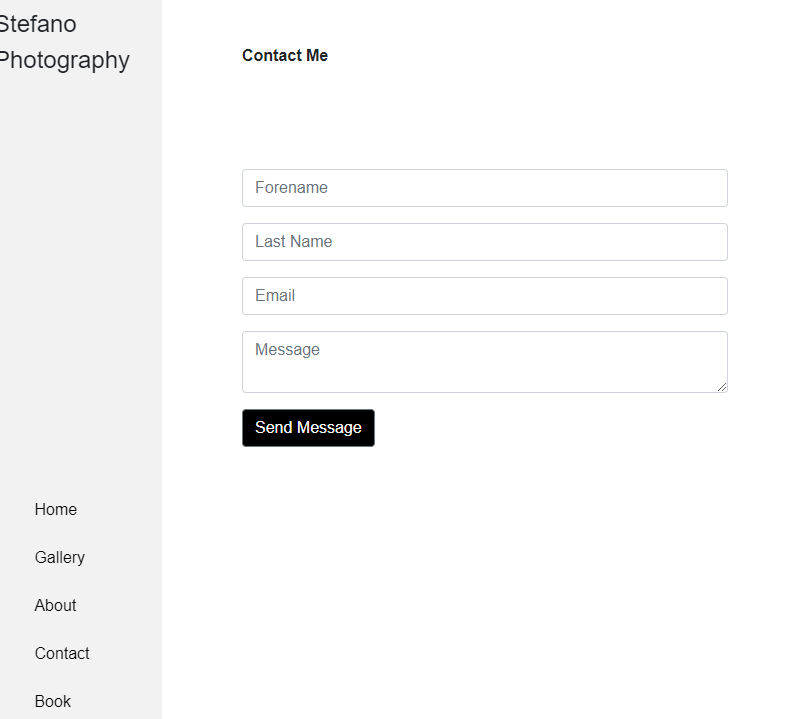 Stefano
Photography
Contact Me
Forename
Last Name
Email
Message
Send Message
Home
Gallery
About
Contact
Book